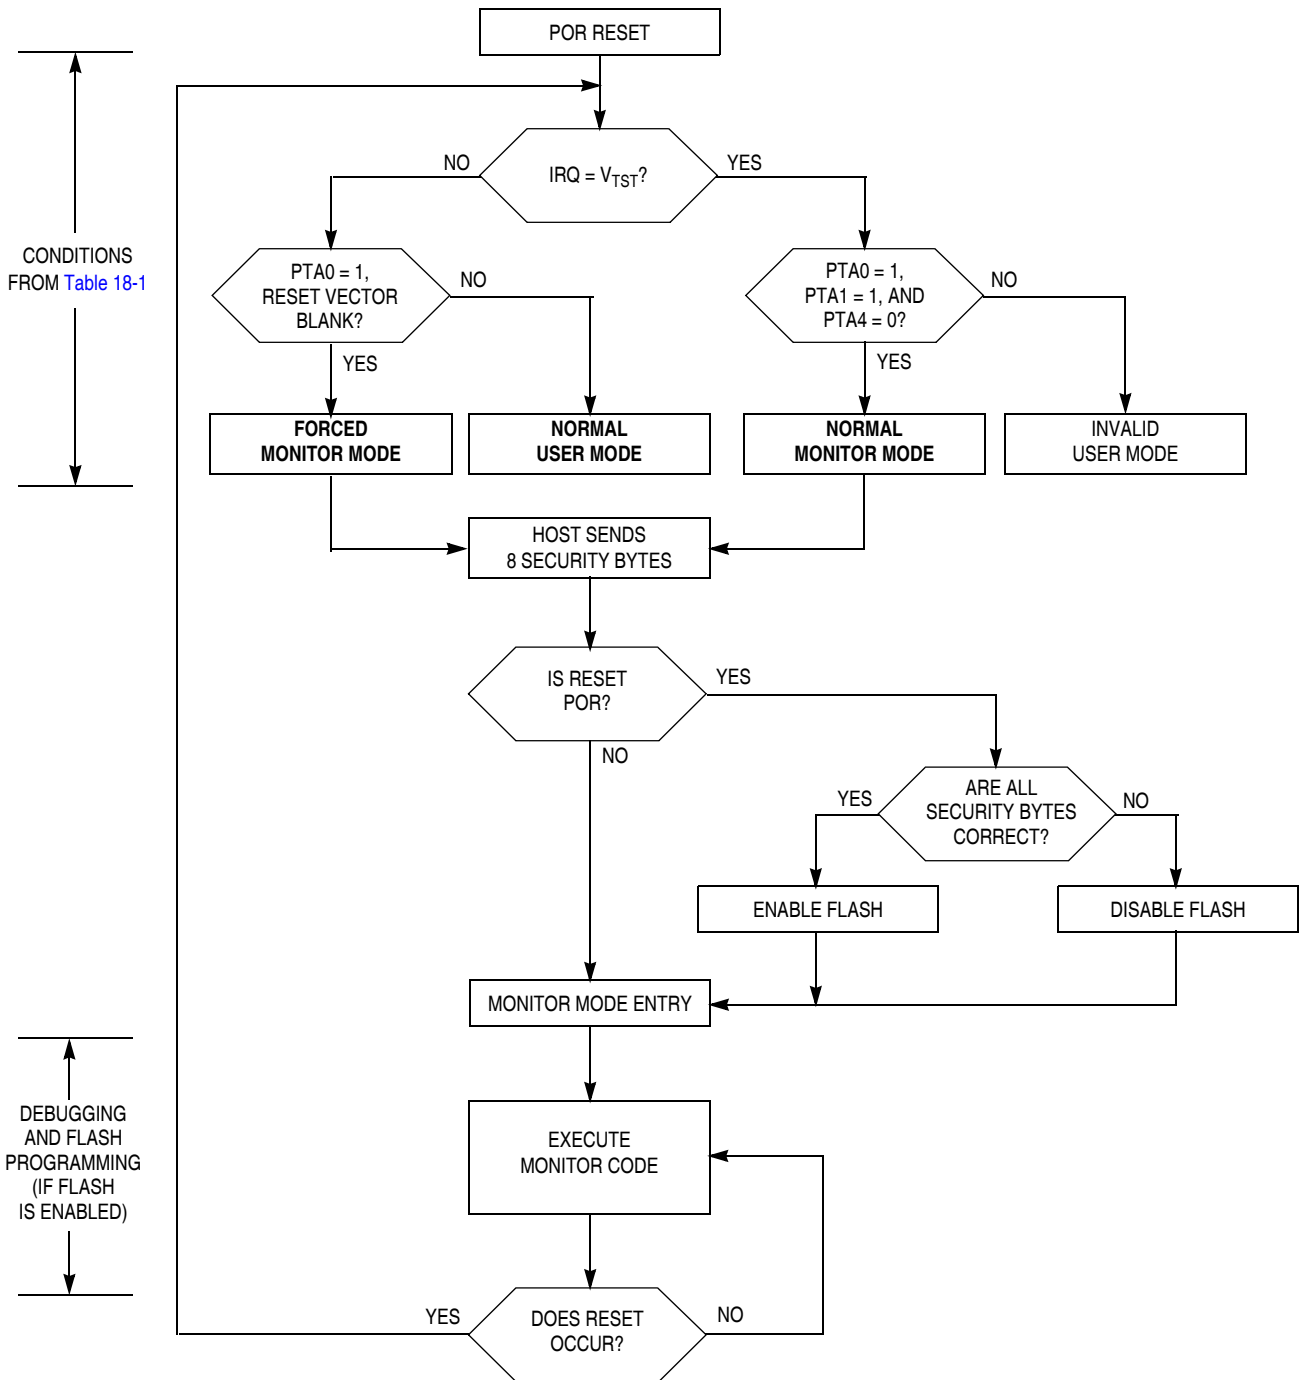 POR RESET
NO
IRQ = VTST?
YES
CONDITIONS
FROM Table 18-1
PTA0 = 1,
RESET VECTOR
BLANK?
NO
YES
PTA0 = 1,
PTA1 = 1, AND
PTA4 = 0?
NO
YES
FORCED
MONITOR MODE
NORMAL
USER MODE
NORMAL
MONITOR MODE
INVALID
USER MODE
HOST SENDS
8 SECURITY BYTES
IS RESET
POR?
YES
NO
YES
ARE ALL
SECURITY BYTES
CORRECT?
NO
ENABLE FLASH
DISABLE FLASH
MONITOR MODE ENTRY
DEBUGGING
AND FLASH
PROGRAMMING
(IF FLASH
IS ENABLED)
EXECUTE
MONITOR CODE
YES
DOES RESET
OCCUR?
NO